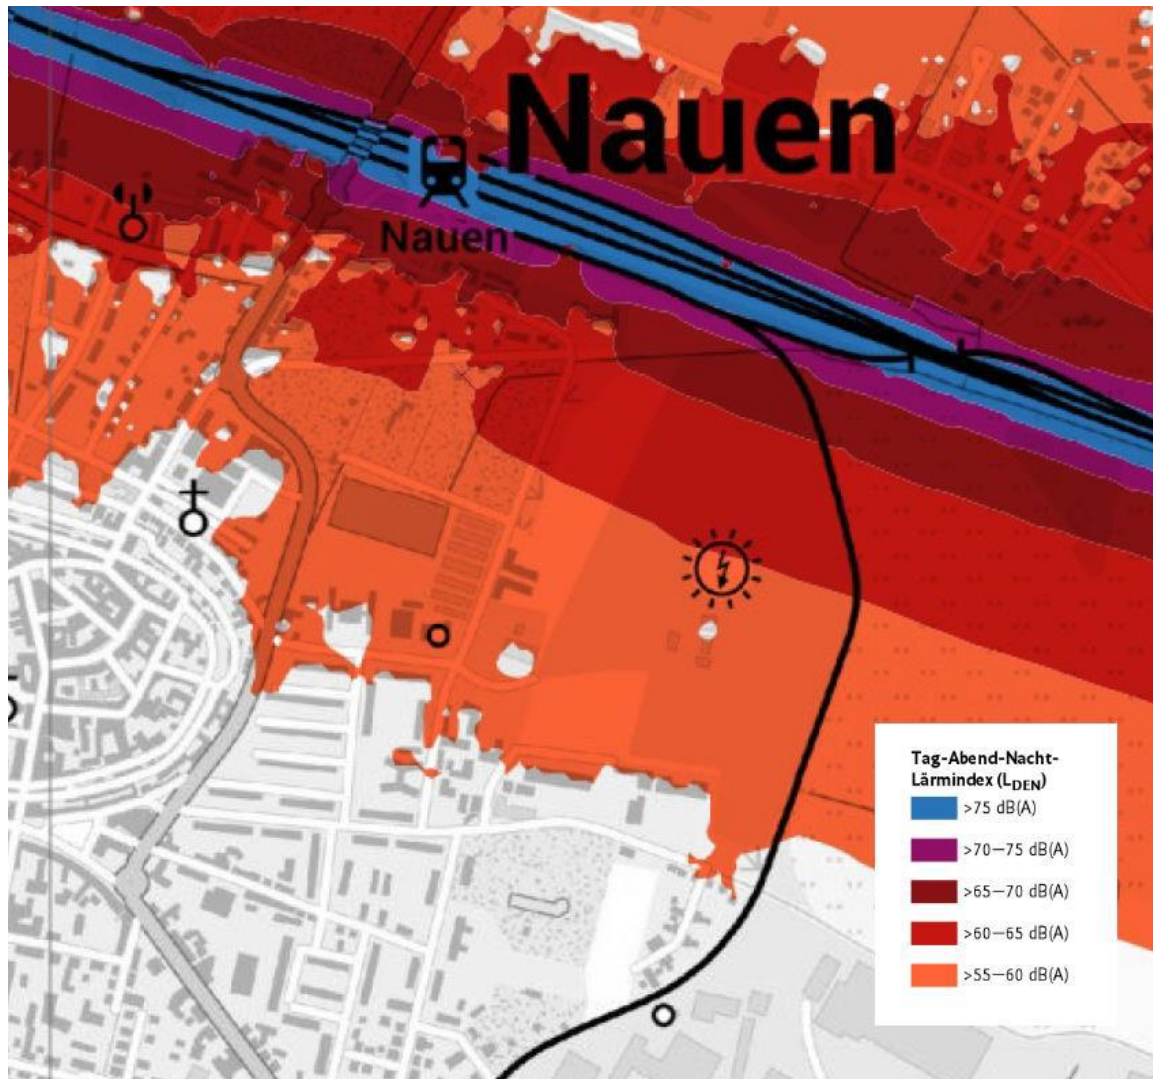 Nauen
Nauen
Tag-Abend-Nacht-
Lärmindex (LDEN)
>75 dB(A)
>70–75 dB(A)
>65–70 dB(A)
>60–65 dB(A)
>55–60 dB(A)